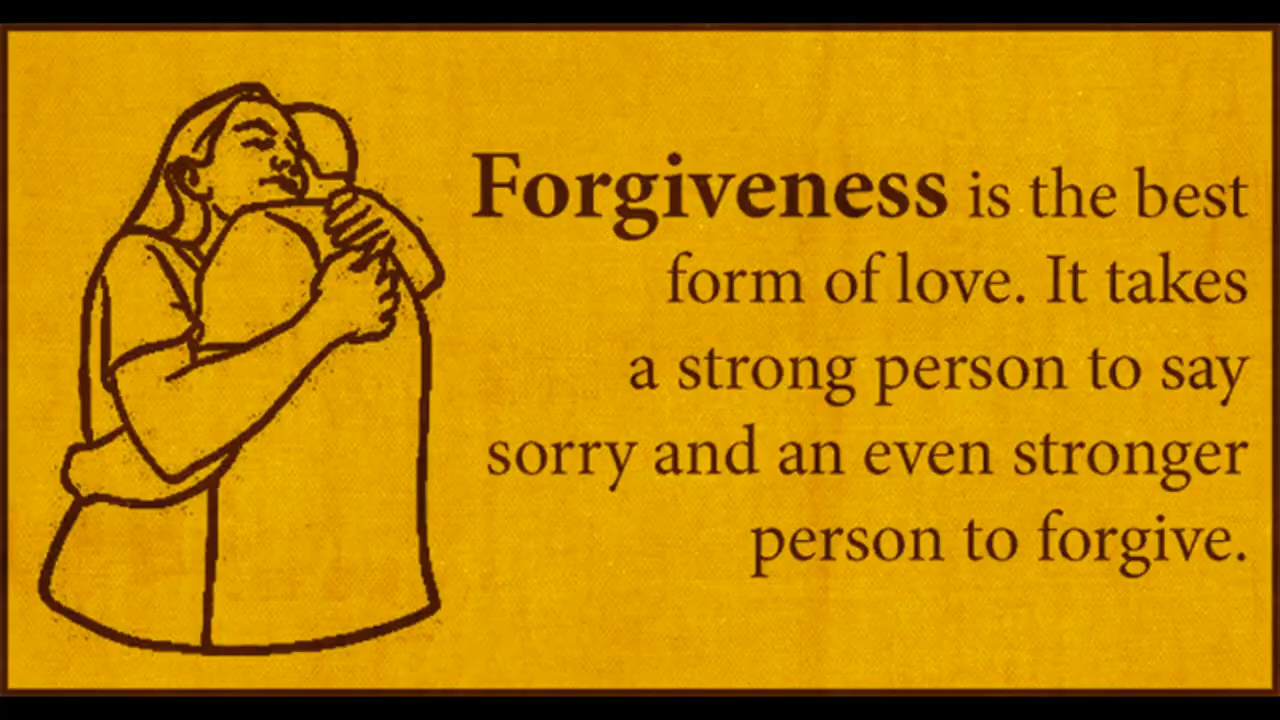 Forgiveness is the best
form of love. It takes
a strong person to say
sorry and an even stronger
person to forgive.